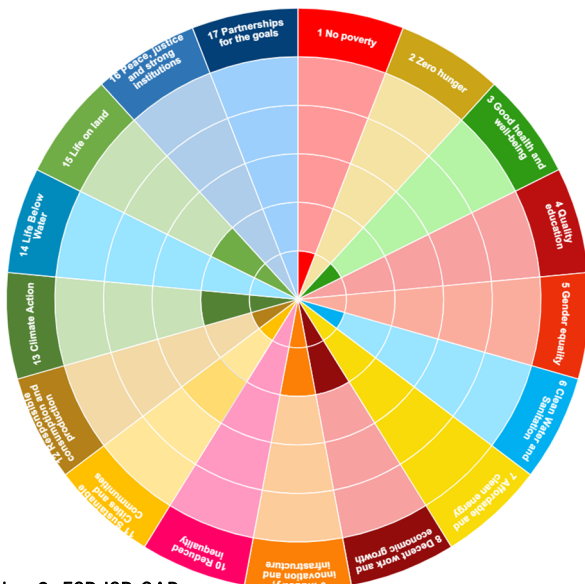 1 No poverty
2 Zero hunger
3 Good health and
well-being
4 Quality
education
5 Gender equality
6 Clean Water and
Sanitation
7 Affordable and
clean energy
8 Decent work and
economic growth
innovation and
infrastructure
10 Reduced
inequality
11 Sustainable
Cities and
Communities
12 Responsible
consumption and
production
13 Climate Action
14 Life Below
Water
15 Life on land
16 Peace, justice
and strong
institutions
17 Partnerships
for the goals